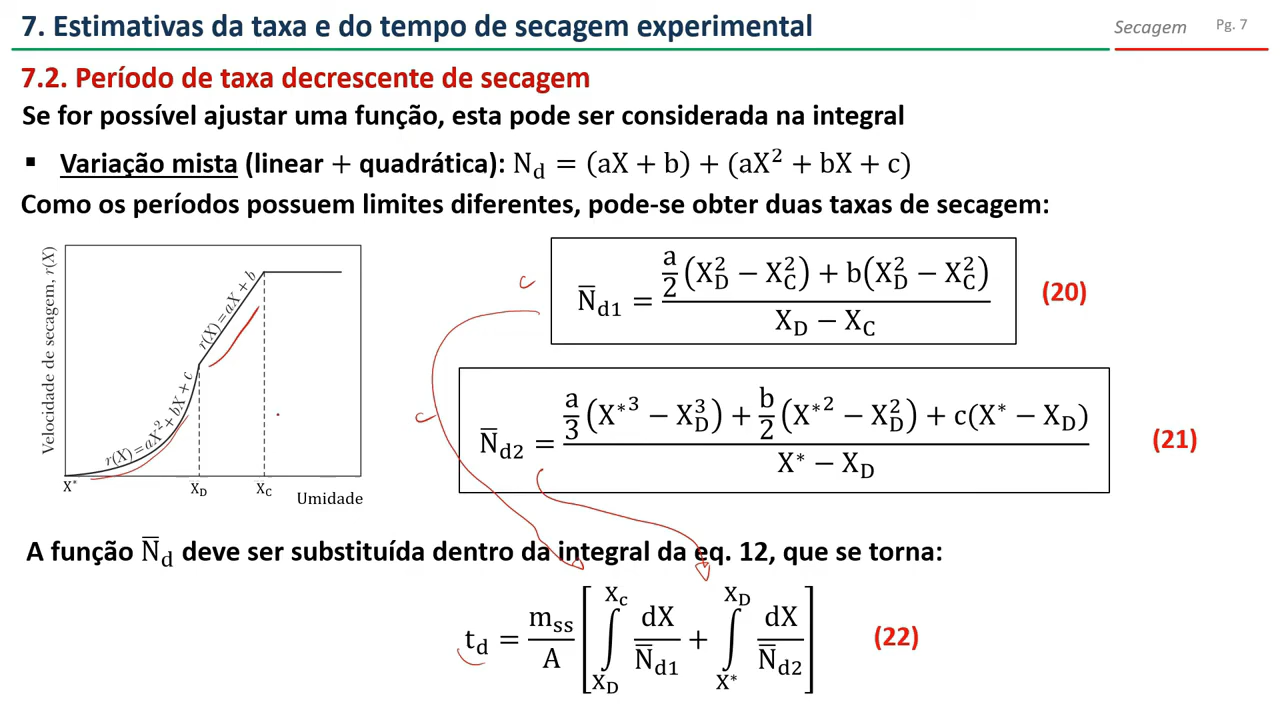 7. Estimativas da taxa e do tempo de secagem experimental
Secagem Pg. 7
7.2. Período de taxa decrescente de secagem
Se for possível ajustar uma função, esta pode ser considerada na integral
▪ Variação mista (linear + quadrática): N_d = (aX + b) + (aX² + bX + c)
Como os períodos possuem limites diferentes, pode-se obter duas taxas de secagem:
Velocidade de secagem, r(X)
r(X) = aX + b
r(X) = aX² + bX + c
X* X_D X_C Umidade
c
N̅_d1 = (a/2 (X_D² − X_C²) + b(X_D² − X_C²)) / (X_D − X_C) (20)
c
N̅_d2 = (a/3 (X*³ − X_D³) + b/2 (X*² − X_D²) + c(X* − X_D)) / (X* − X_D) (21)
A função N̅_d deve ser substituída dentro da integral da eq. 12, que se torna:
t_d = m_ss/A [∫_{X_D}^{X_c} dX/N̅_d1 + ∫_{X*}^{X_D} dX/N̅_d2] (22)